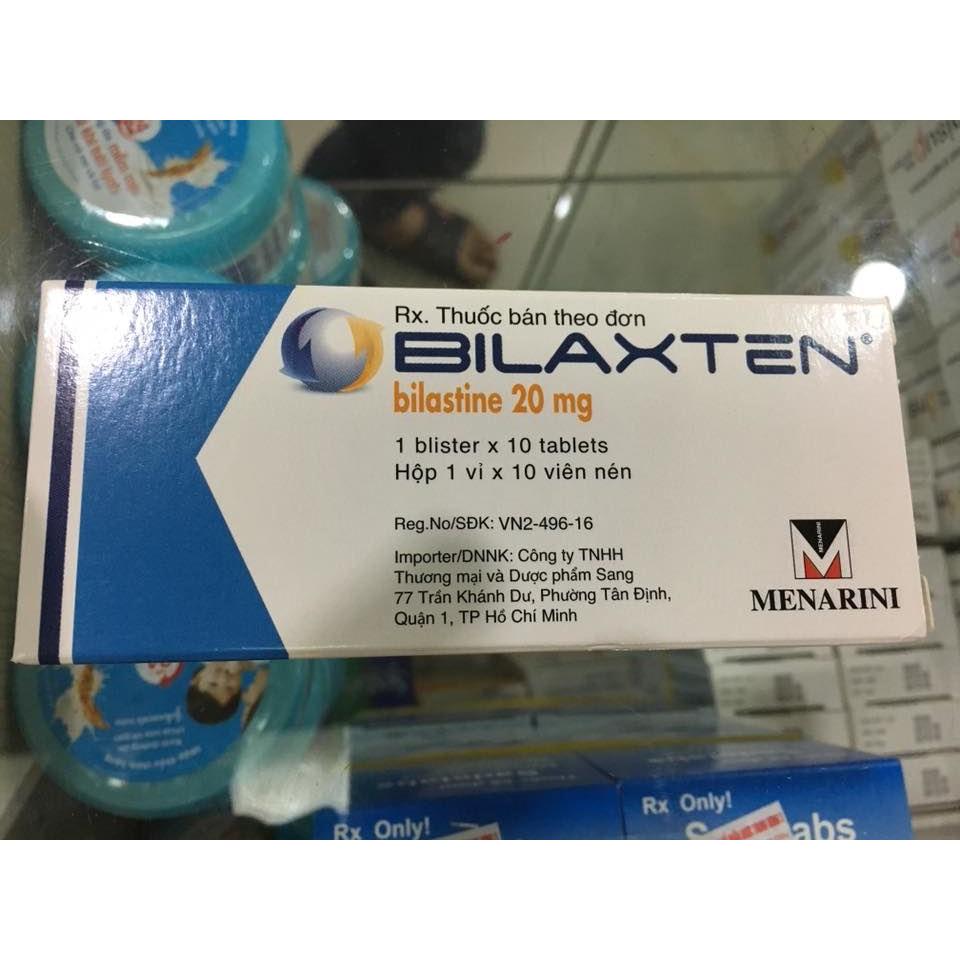 Rx. Thuốc bán theo đơn
BILAXTEN®
bilastine 20 mg
1 blister x 10 tablets
Hộp 1 vỉ x 10 viên nén
Reg.No/SĐK: VN2-496-16
Importer/DNNK: Công ty TNHH
Thương mại và Dược phẩm Sang
77 Trần Khánh Dư, Phường Tân Định,
Quận 1, TP Hồ Chí Minh
MENARINI
MENARINI
Rx Only!
Rx Only!
abs